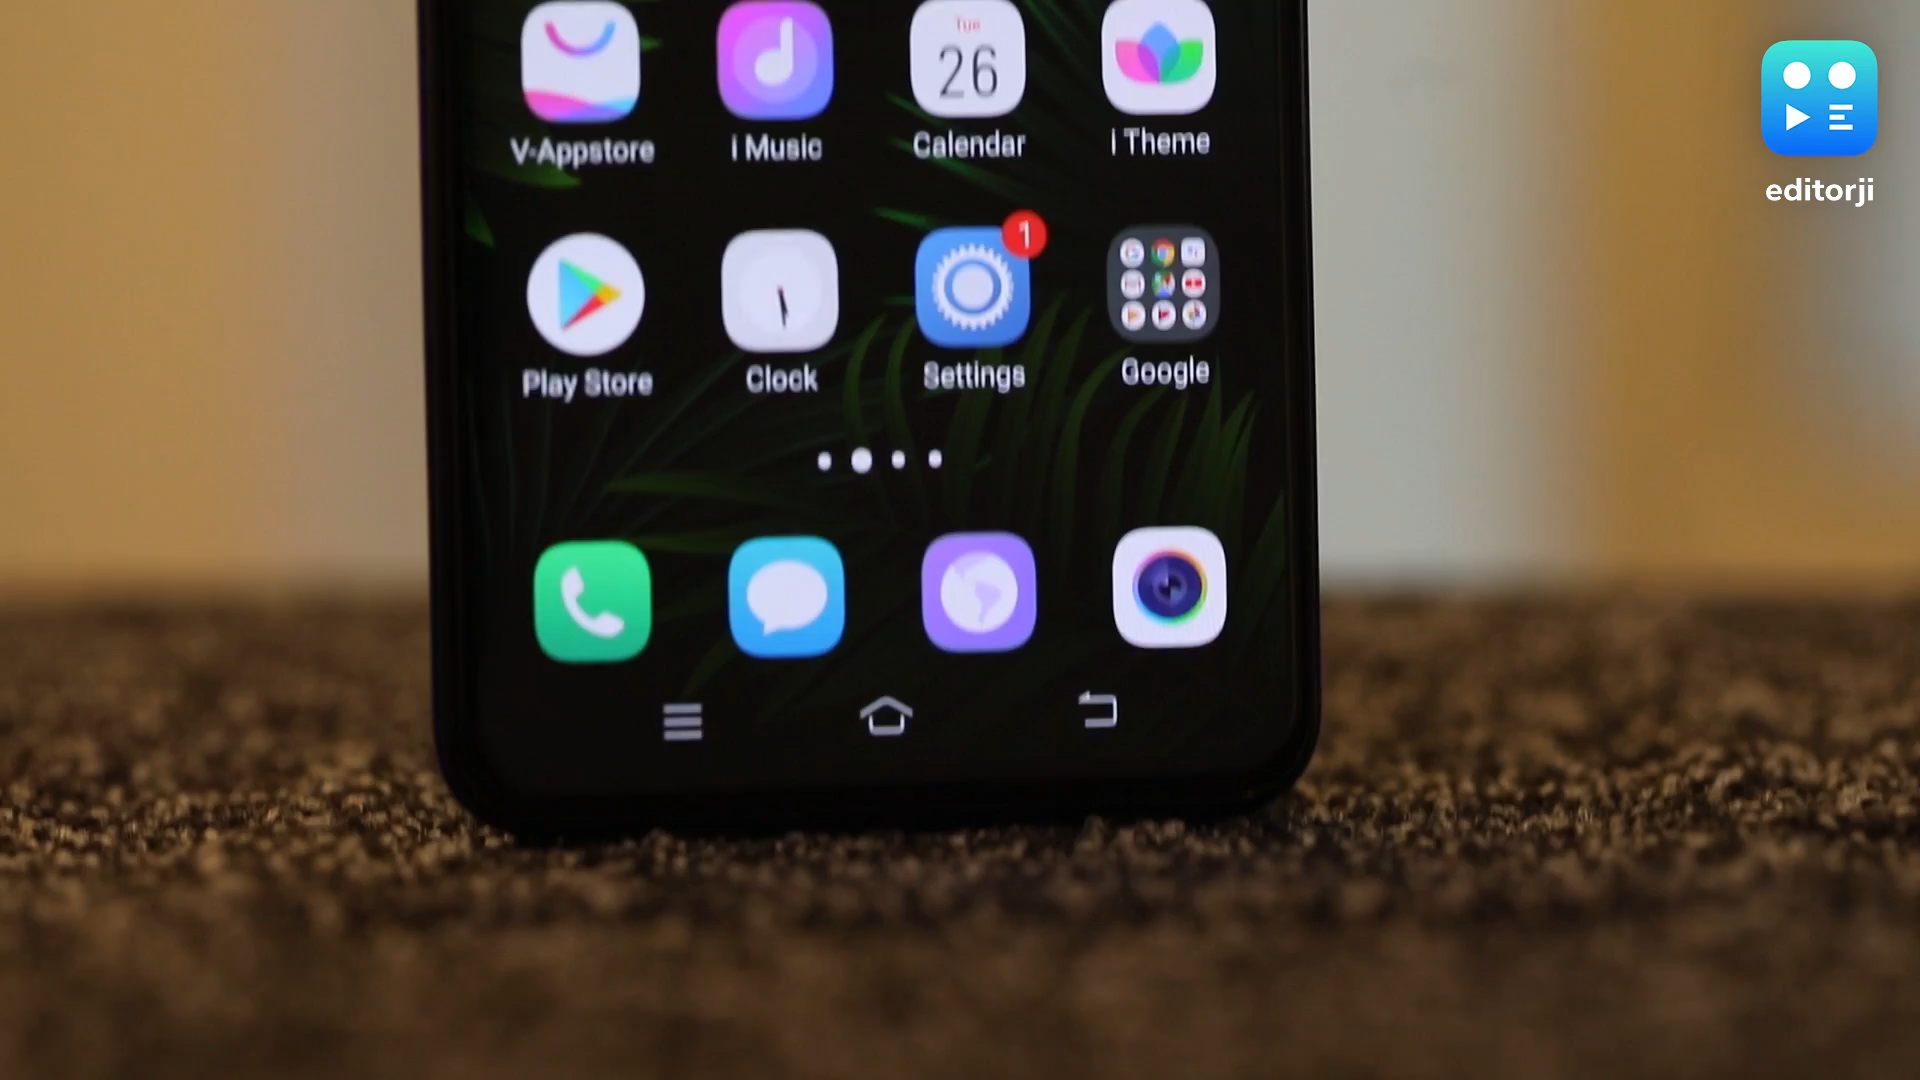 Tue
26
V-Appstore
i Music
Calendar
i Theme
1
Play Store
Clock
Settings
Google
editorji